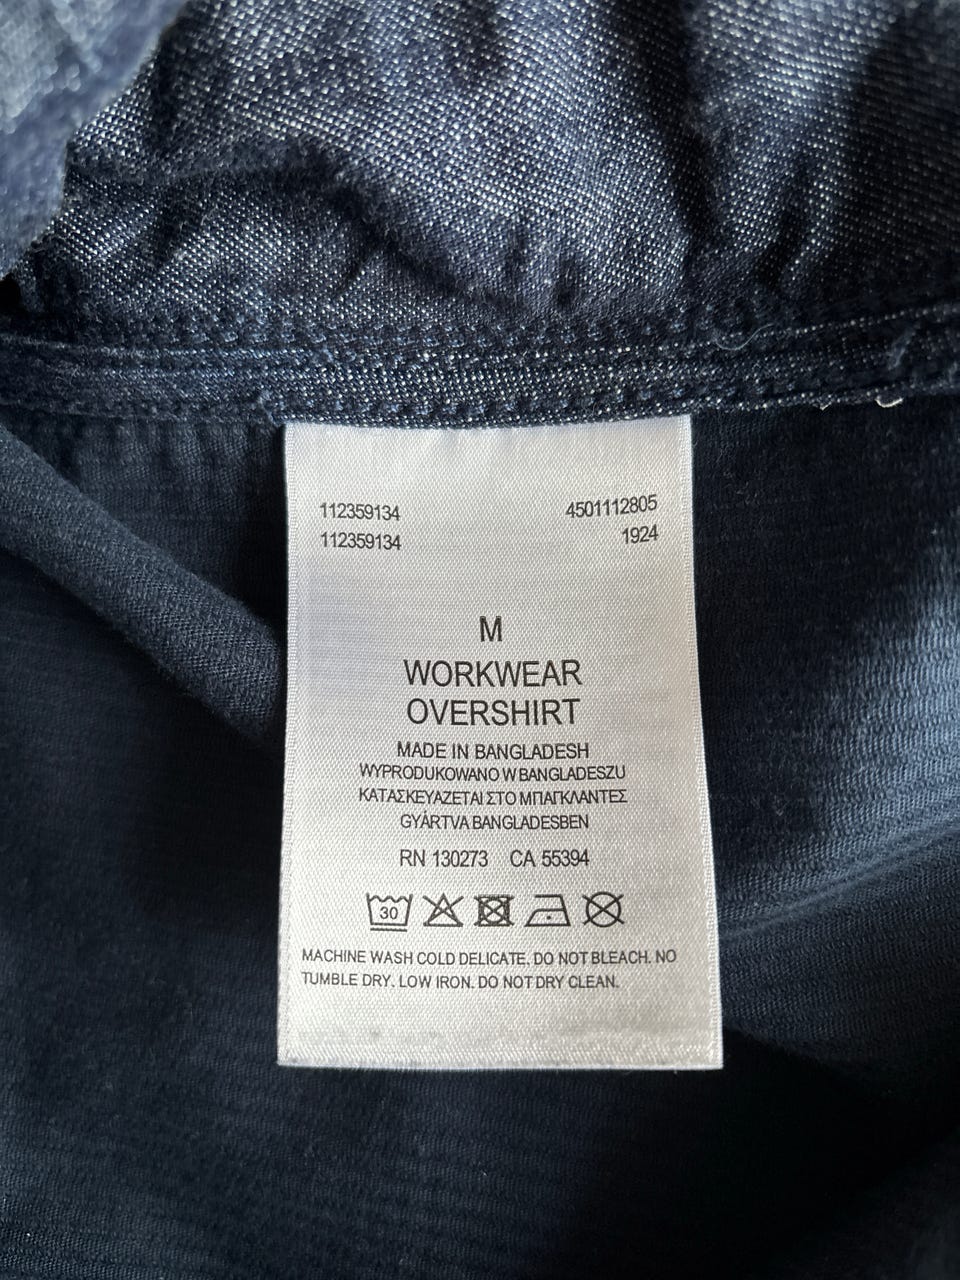 112359134 4501112805
112359134 1924
M
WORKWEAR
OVERSHIRT
MADE IN BANGLADESH
WYPRODUKOWANO W BANGLADESZU
ΚΑΤΑΣΚΕΥΑΖΕΤΑΙ ΣΤΟ ΜΠΑΓΚΛΑΝΤΕΣ
GYÁRTVA BANGLADESBEN
RN 130273 CA 55394
30
MACHINE WASH COLD DELICATE. DO NOT BLEACH. NO
TUMBLE DRY. LOW IRON. DO NOT DRY CLEAN.